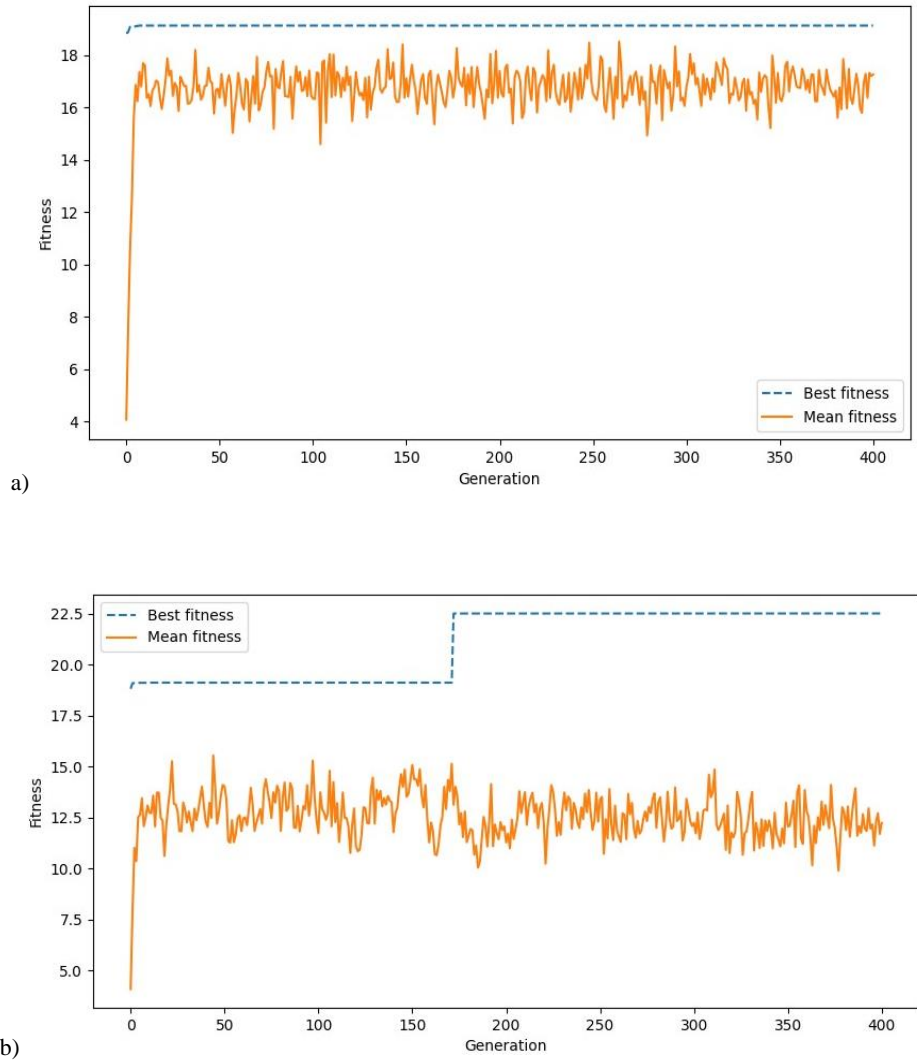 18
16
14
12
10
8
6
4
Fitness
0 50 100 150 200 250 300 350 400
Generation
Best fitness
Mean fitness
a)
22.5
20.0
17.5
15.0
12.5
10.0
7.5
5.0
Fitness
Best fitness
Mean fitness
0 50 100 150 200 250 300 350 400
Generation
b)